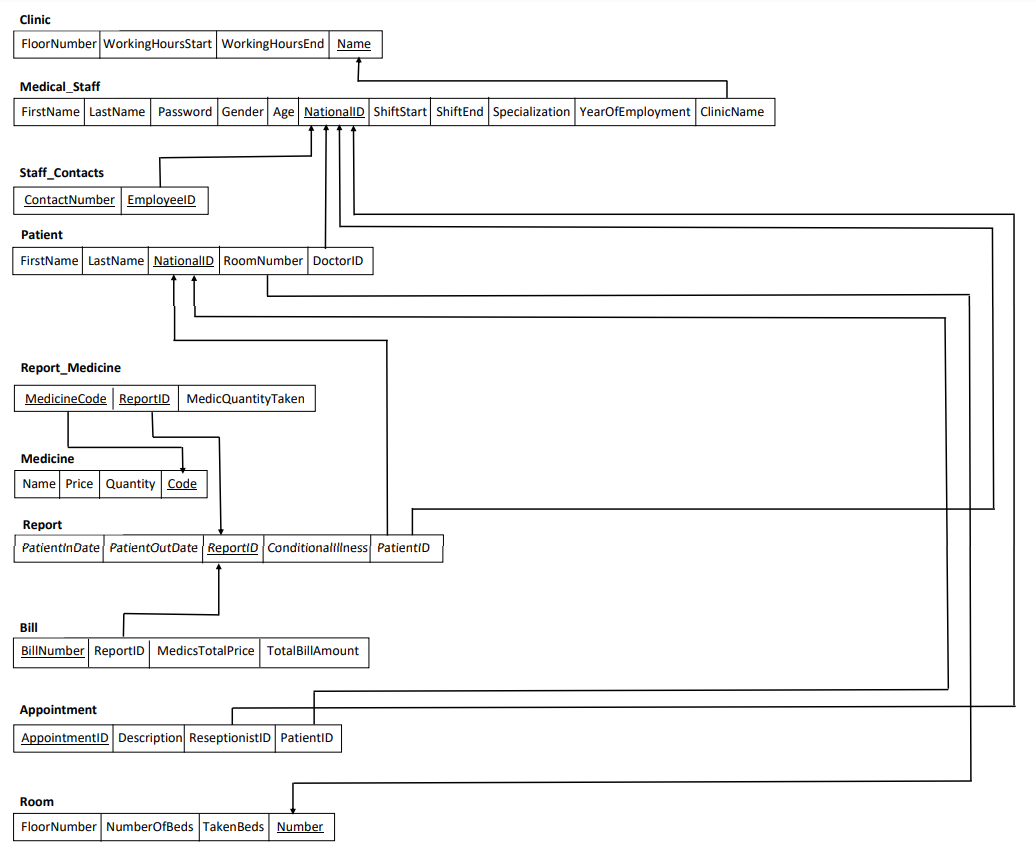 Clinic
FloorNumber WorkingHoursStart WorkingHoursEnd Name
Medical_Staff
FirstName LastName Password Gender Age NationalID ShiftStart ShiftEnd Specialization YearOfEmployment ClinicName
Staff_Contacts
ContactNumber EmployeeID
Patient
FirstName LastName NationalID RoomNumber DoctorID
Report_Medicine
MedicineCode ReportID MedicQuantityTaken
Medicine
Name Price Quantity Code
Report
PatientInDate PatientOutDate ReportID ConditionalIllness PatientID
Bill
BillNumber ReportID MedicsTotalPrice TotalBillAmount
Appointment
AppointmentID Description ReseptionistID PatientID
Room
FloorNumber NumberOfBeds TakenBeds Number